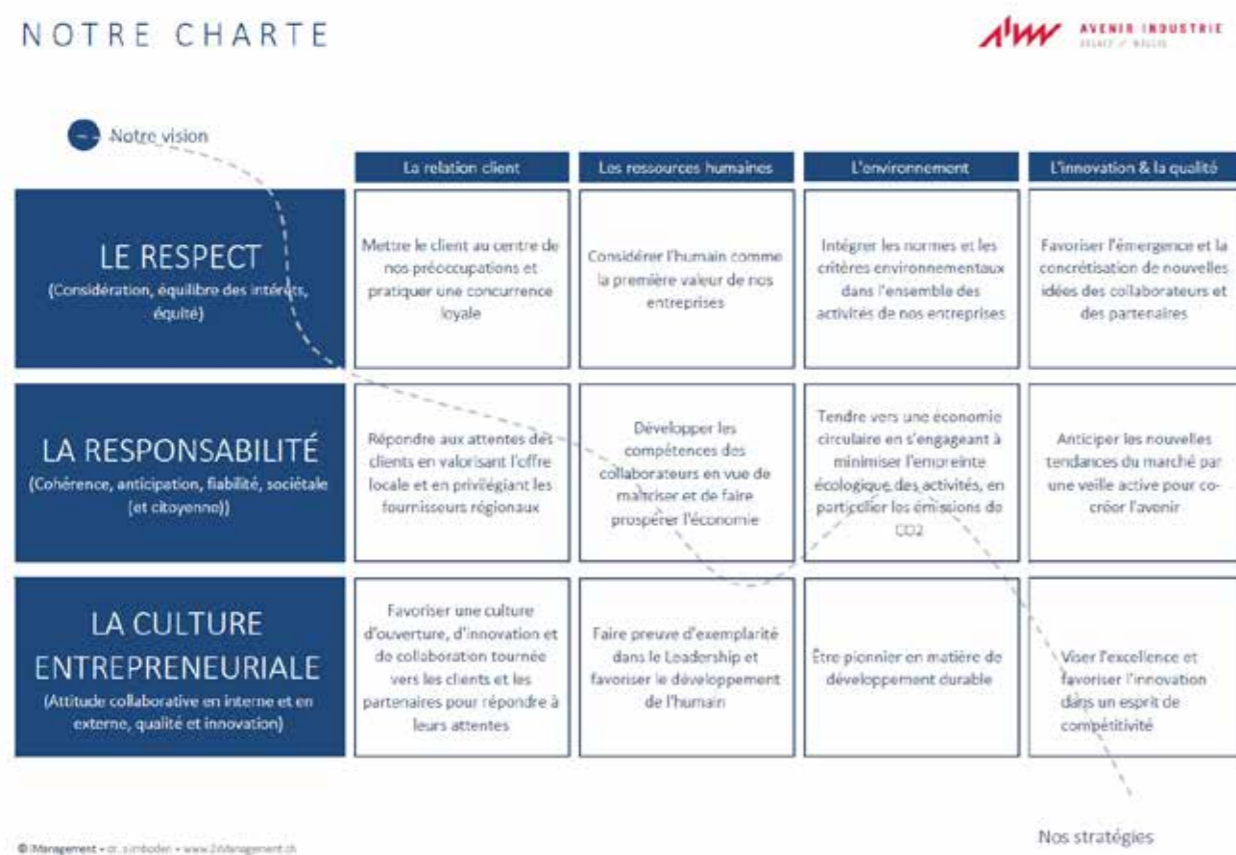 NOTRE CHARTE
AVENIR INDUSTRIE
Notre vision
La relation client
Les ressources humaines
L'environnement
L'innovation & la qualité
LE RESPECT
(Considération, équilibre des intérêts,
équité)
Mettre le client au centre de
nos préoccupations et
pratiquer une concurrence
loyale
Considérer l'humain comme
la première valeur de nos
entreprises
Intégrer les normes et les
critères environnementaux
dans l'ensemble des
activités de nos entreprises
Favoriser l'émergence et la
concrétisation de nouvelles
idées des collaborateurs et
des partenaires
LA RESPONSABILITÉ
(Cohérence, anticipation, fiabilité, sociétale
(et citoyenne))
Répondre aux attentes des
clients en valorisant l'offre
locale et en privilégiant les
fournisseurs régionaux
Développer les
compétences des
collaborateurs en vue de
maîtriser et de faire
prospérer l'économie
Tendre vers une économie
circulaire en s'engageant à
minimiser l'empreinte
écologique des activités, en
particulier les émissions de
CO2
Anticiper les nouvelles
tendances du marché par
une veille active pour co-
créer l'avenir
LA CULTURE
ENTREPRENEURIALE
(Attitude collaborative en interne et en
externe, qualité et innovation)
Favoriser une culture
d'ouverture, d'innovation et
de collaboration tournée
vers les clients et les
partenaires pour répondre à
leurs attentes
Faire preuve d'exemplarité
dans le Leadership et
favoriser le développement
de l'humain
Être pionnier en matière de
développement durable
Viser l'excellence et
favoriser l'innovation
dans un esprit de
compétitivité
Nos stratégies